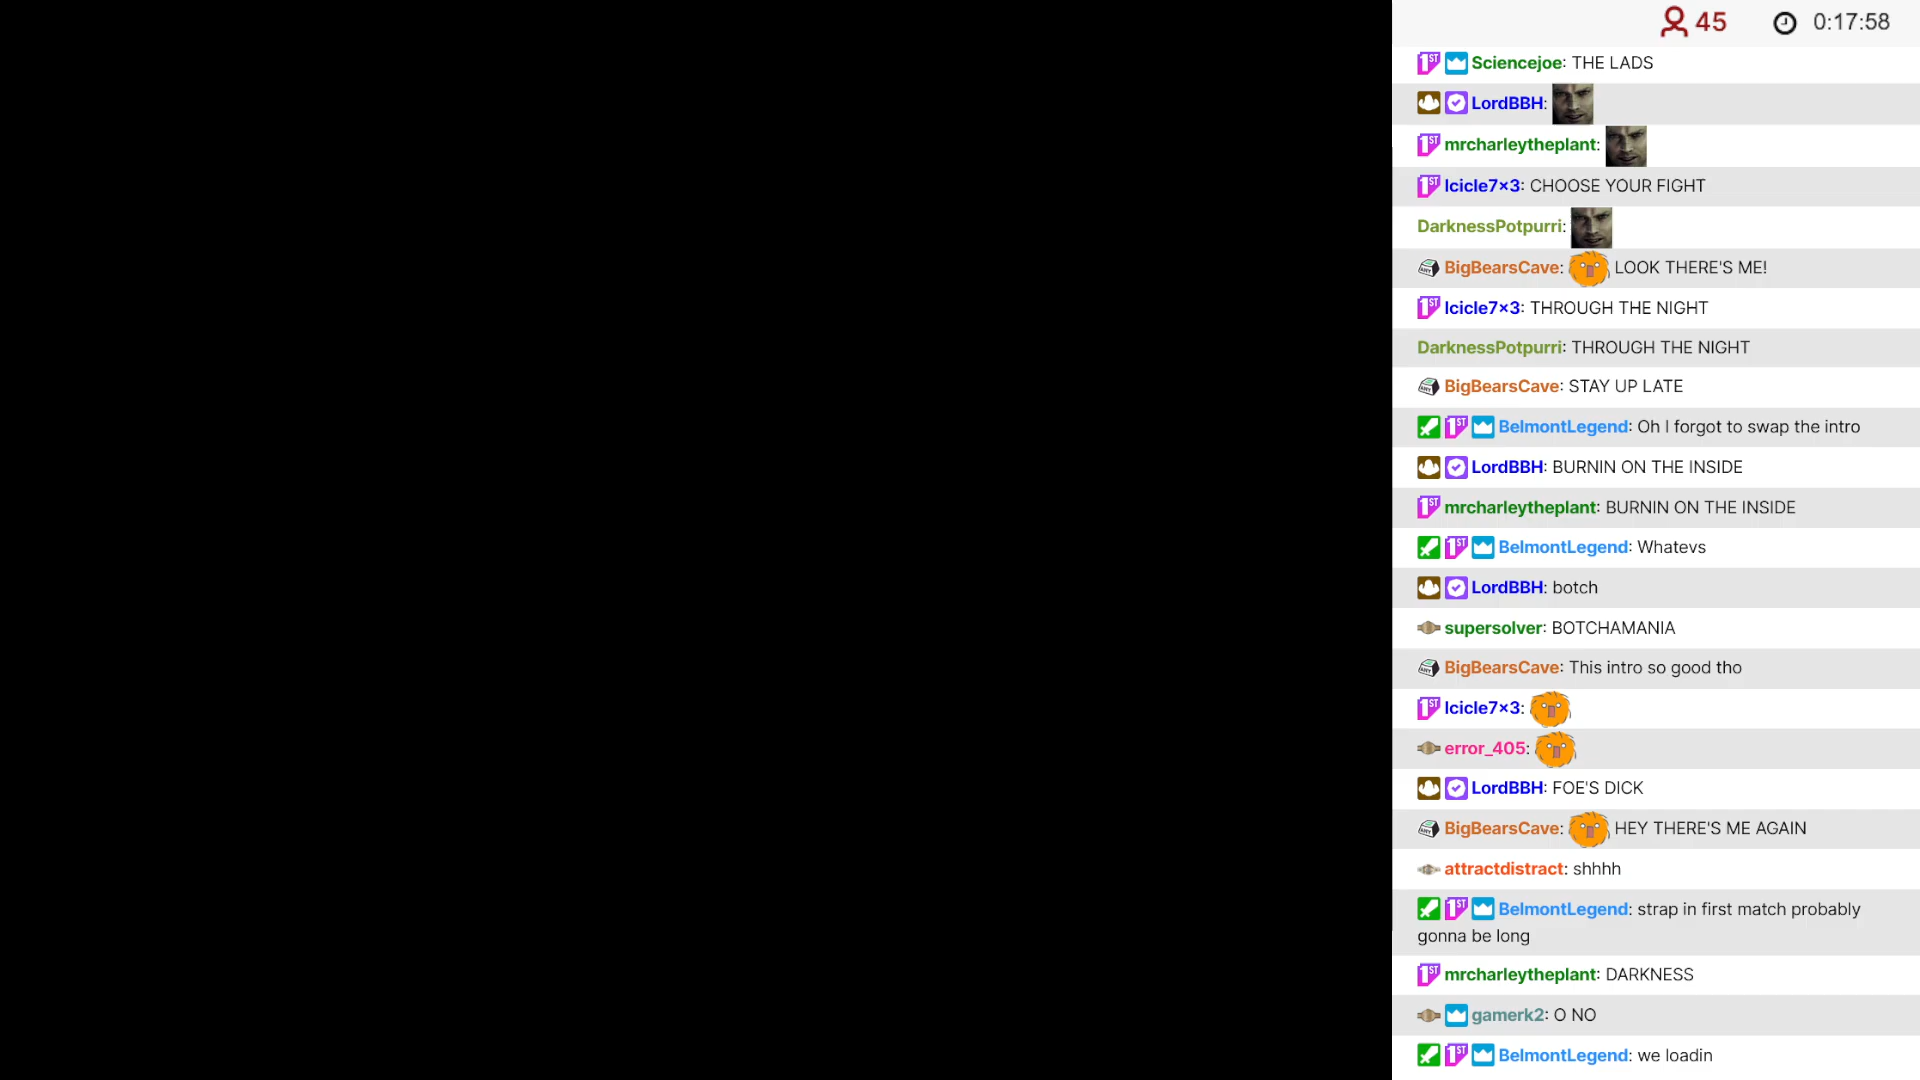 45 0:17:58
Sciencejoe: THE LADS
LordBBH:
mrcharleytheplant:
Icicle7x3: CHOOSE YOUR FIGHT
DarknessPotpurri:
BigBearsCave: LOOK THERE'S ME!
Icicle7x3: THROUGH THE NIGHT
DarknessPotpurri: THROUGH THE NIGHT
BigBearsCave: STAY UP LATE
BelmontLegend: Oh I forgot to swap the intro
LordBBH: BURNIN ON THE INSIDE
mrcharleytheplant: BURNIN ON THE INSIDE
BelmontLegend: Whatevs
LordBBH: botch
supersolver: BOTCHAMANIA
BigBearsCave: This intro so good tho
Icicle7x3:
error_405:
LordBBH: FOE'S DICK
BigBearsCave: HEY THERE'S ME AGAIN
attractdistract: shhhh
BelmontLegend: strap in first match probably
gonna be long
mrcharleytheplant: DARKNESS
gamerk2: O NO
BelmontLegend: we loadin